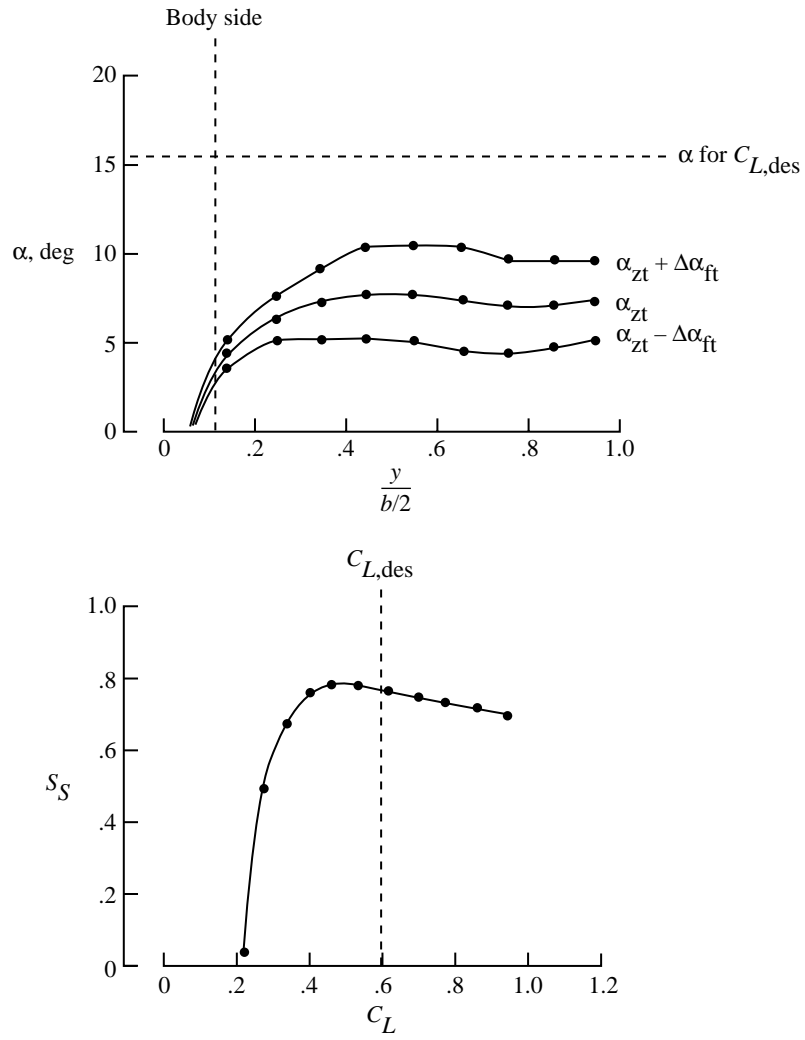 Body side
20
15
10
5
0
α, deg
α for C_L,des
α_zt + Δα_ft
α_zt
α_zt − Δα_ft
0 .2 .4 .6 .8 1.0
y
b/2
C_L,des
1.0
.8
.6
.4
.2
0
S_S
0 .2 .4 .6 .8 1.0 1.2
C_L